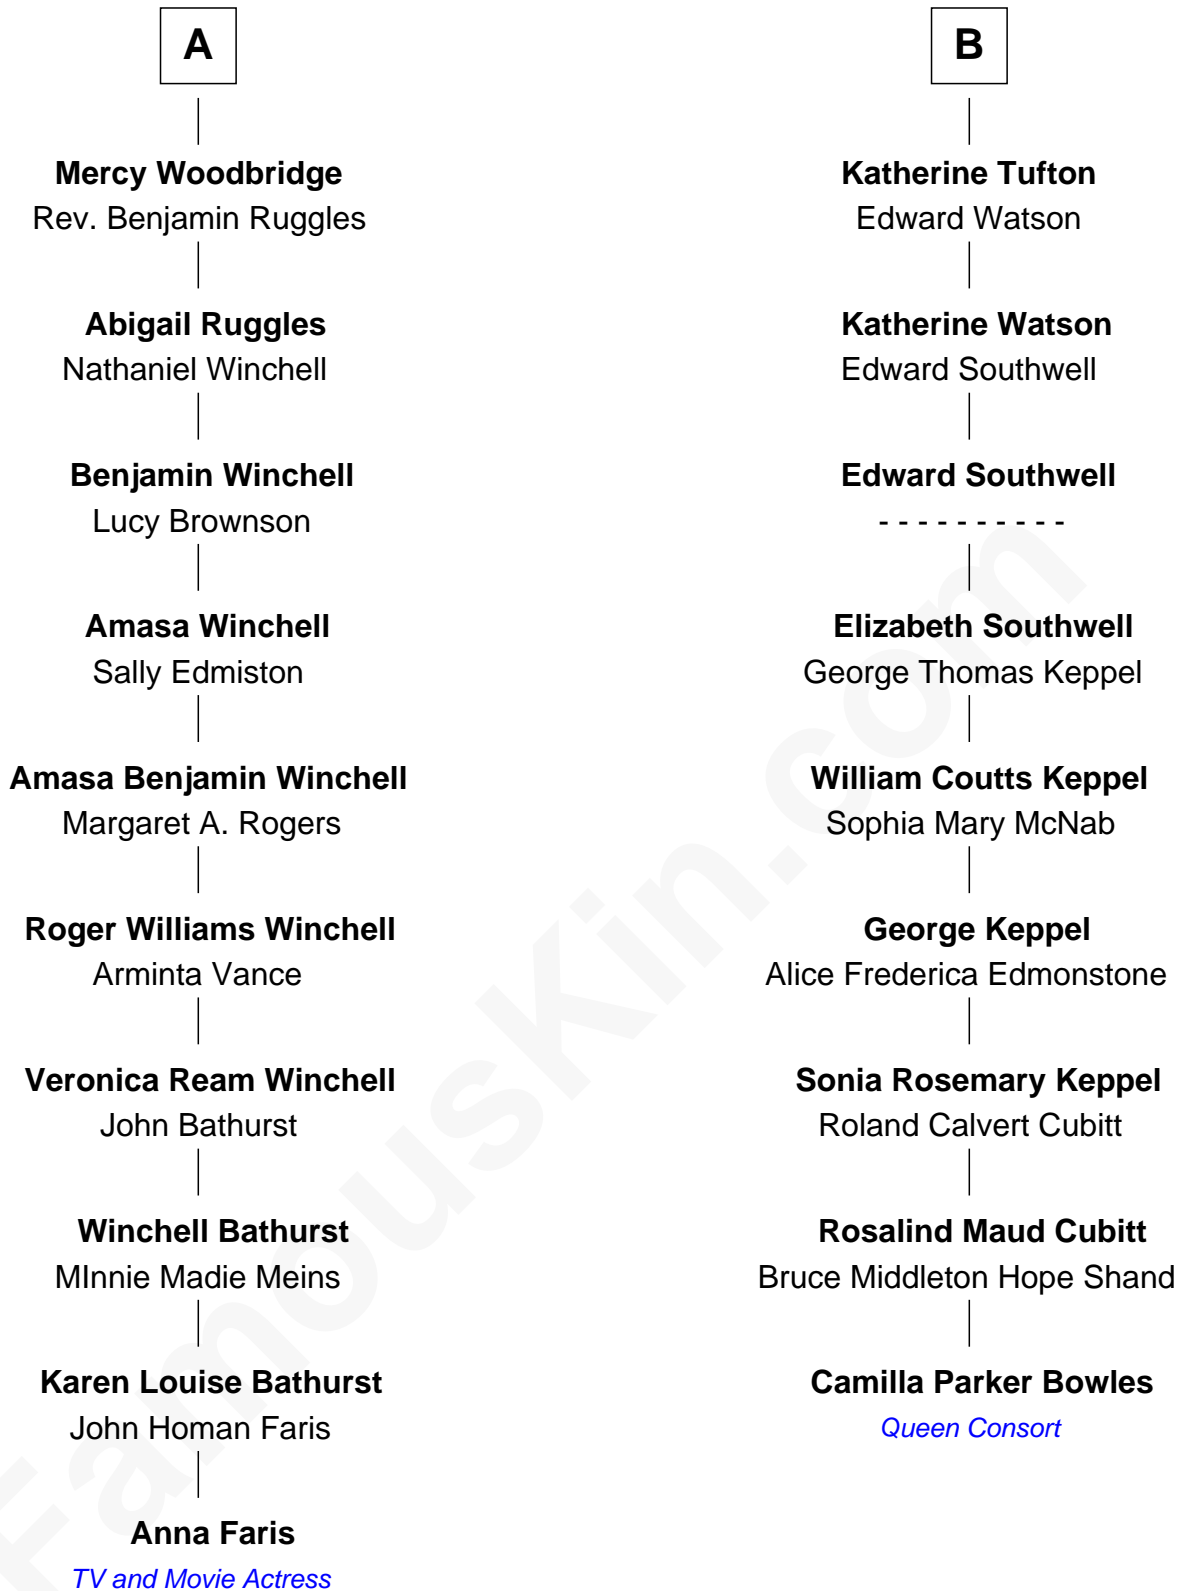 A
Mercy Woodbridge
Rev. Benjamin Ruggles
Abigail Ruggles
Nathaniel Winchell
Benjamin Winchell
Lucy Brownson
Amasa Winchell
Sally Edmiston
Amasa Benjamin Winchell
Margaret A. Rogers
Roger Williams Winchell
Arminta Vance
Veronica Ream Winchell
John Bathurst
Winchell Bathurst
MInnie Madie Meins
Karen Louise Bathurst
John Homan Faris
Anna Faris
TV and Movie Actress
B
Katherine Tufton
Edward Watson
Katherine Watson
Edward Southwell
Edward Southwell
- - - - - - - - - -
Elizabeth Southwell
George Thomas Keppel
William Coutts Keppel
Sophia Mary McNab
George Keppel
Alice Frederica Edmonstone
Sonia Rosemary Keppel
Roland Calvert Cubitt
Rosalind Maud Cubitt
Bruce Middleton Hope Shand
Camilla Parker Bowles
Queen Consort
FamousKin.com